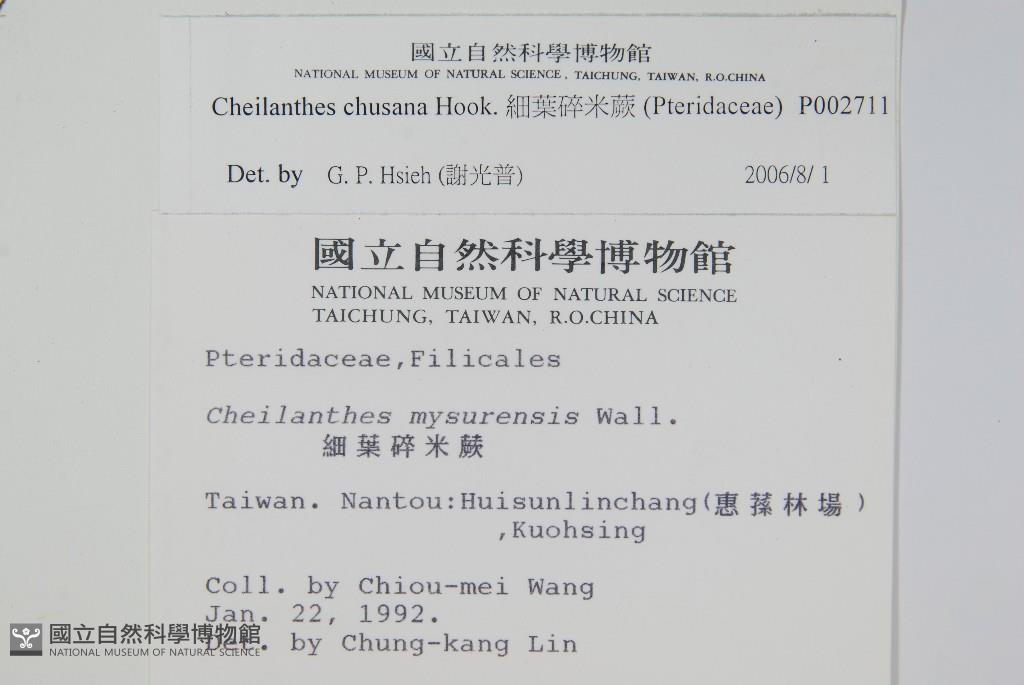 國立自然科學博物館
NATIONAL MUSEUM OF NATURAL SCIENCE, TAICHUNG, TAIWAN, R.O.CHINA
Cheilanthes chusana Hook. 細葉碎米蕨 (Pteridaceae) P002711
Det. by G. P. Hsieh (謝光普) 2006/8/ 1
國立自然科學博物館
NATIONAL MUSEUM OF NATURAL SCIENCE
TAICHUNG, TAIWAN, R.O.CHINA
Pteridaceae,Filicales
Cheilanthes mysurensis Wall.
細葉碎米蕨
Taiwan. Nantou:Huisunlinchang(惠蓀林場)
,Kuohsing
Coll. by Chiou-mei Wang
Jan. 22, 1992.
Det. by Chung-kang Lin
國立自然科學博物館
NATIONAL MUSEUM OF NATURAL SCIENCE